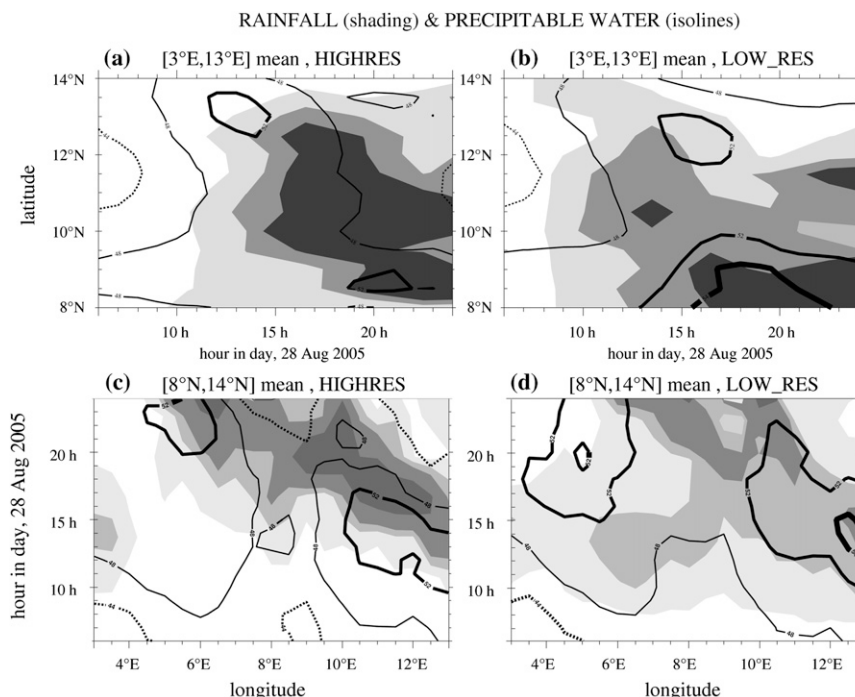 RAINFALL (shading) & PRECIPITABLE WATER (isolines)
(a) [3°E,13°E] mean , HIGHRES
(b) [3°E,13°E] mean , LOW_RES
14°N
12°N
10°N
8°N
latitude
14°N
12°N
10°N
8°N
10 h 15 h 20 h
10 h 15 h 20 h
hour in day, 28 Aug 2005
hour in day, 28 Aug 2005
(c) [8°N,14°N] mean , HIGHRES
(d) [8°N,14°N] mean , LOW_RES
20 h
15 h
10 h
hour in day, 28 Aug 2005
20 h
15 h
10 h
4°E 6°E 8°E 10°E 12°E
4°E 6°E 8°E 10°E 12°E
longitude
longitude